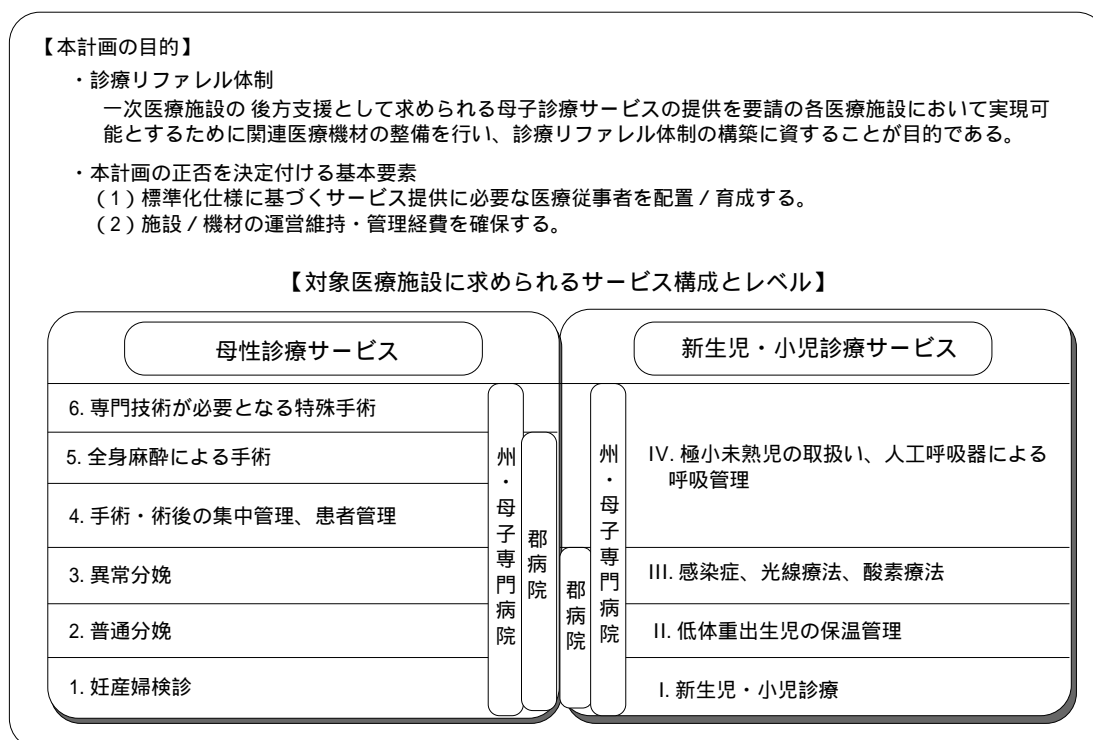 【本計画の目的】
・診療リファレル体制
一次医療施設の 後方支援として求められる母子診療サービスの提供を要請の各医療施設において実現可
能とするために関連医療機材の整備を行い、診療リファレル体制の構築に資することが目的である。
・本計画の正否を決定付ける基本要素
（1）標準化仕様に基づくサービス提供に必要な医療従事者を配置 / 育成する。
（2）施設 / 機材の運営維持・管理経費を確保する。
【対象医療施設に求められるサービス構成とレベル】
母性診療サービス
6. 専門技術が必要となる特殊手術
5. 全身麻酔による手術
4. 手術・術後の集中管理、患者管理
3. 異常分娩
2. 普通分娩
1. 妊産婦検診
州・母子専門病院
郡病院
新生児・小児診療サービス
郡病院
州・母子専門病院
IV. 極小未熟児の取扱い、人工呼吸器による
呼吸管理
III. 感染症、光線療法、酸素療法
II. 低体重出生児の保温管理
I. 新生児・小児診療